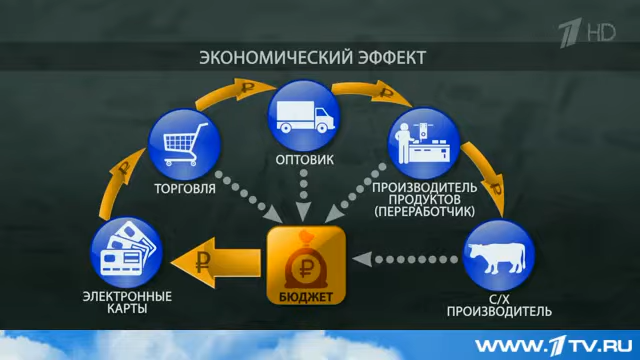 1 HD
ЭКОНОМИЧЕСКИЙ ЭФФЕКТ
₽ ₽ ₽ ₽
ОПТОВИК
ТОРГОВЛЯ
ПРОИЗВОДИТЕЛЬ
ПРОДУКТОВ
(ПЕРЕРАБОТЧИК)
₽ ₽
БЮДЖЕТ
ЭЛЕКТРОННЫЕ
КАРТЫ
С/Х
ПРОИЗВОДИТЕЛЬ
WWW.1TV.RU